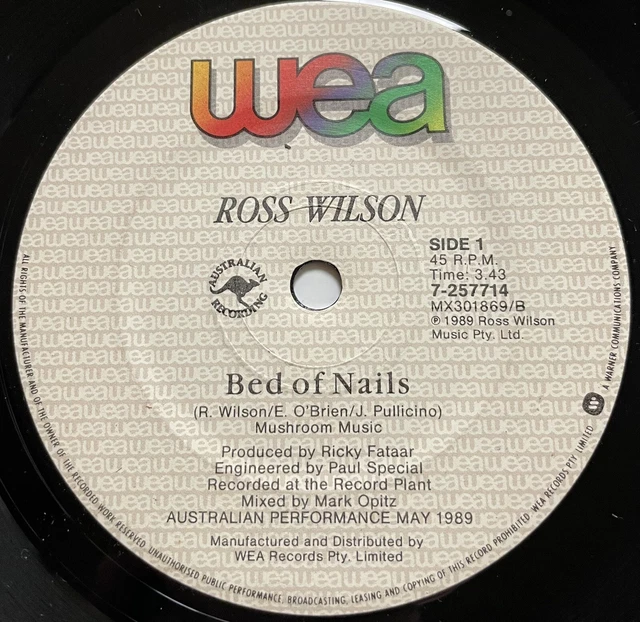 wea
ROSS WILSON
SIDE 1
45 R.P.M.
Time: 3.43
7-257714
MX301869/B
℗ 1989 Ross Wilson
Music Pty. Ltd.
AUSTRALIAN
RECORDING
Bed of Nails
(R. Wilson/E. O'Brien/J. Pullicino)
Mushroom Music
Produced by Ricky Fataar
Engineered by Paul Special
Recorded at the Record Plant
Mixed by Mark Opitz
AUSTRALIAN PERFORMANCE MAY 1989
Manufactured and Distributed by
WEA Records Pty. Limited
ALL RIGHTS OF THE MANUFACTURER AND OF THE OWNER OF THE RECORDED WORK RESERVED. UNAUTHORISED PUBLIC PERFORMANCE, BROADCASTING, LEASING AND COPYING OF THIS RECORD PROHIBITED. WEA RECORDS PTY. LIMITED
A WARNER COMMUNICATIONS COMPANY